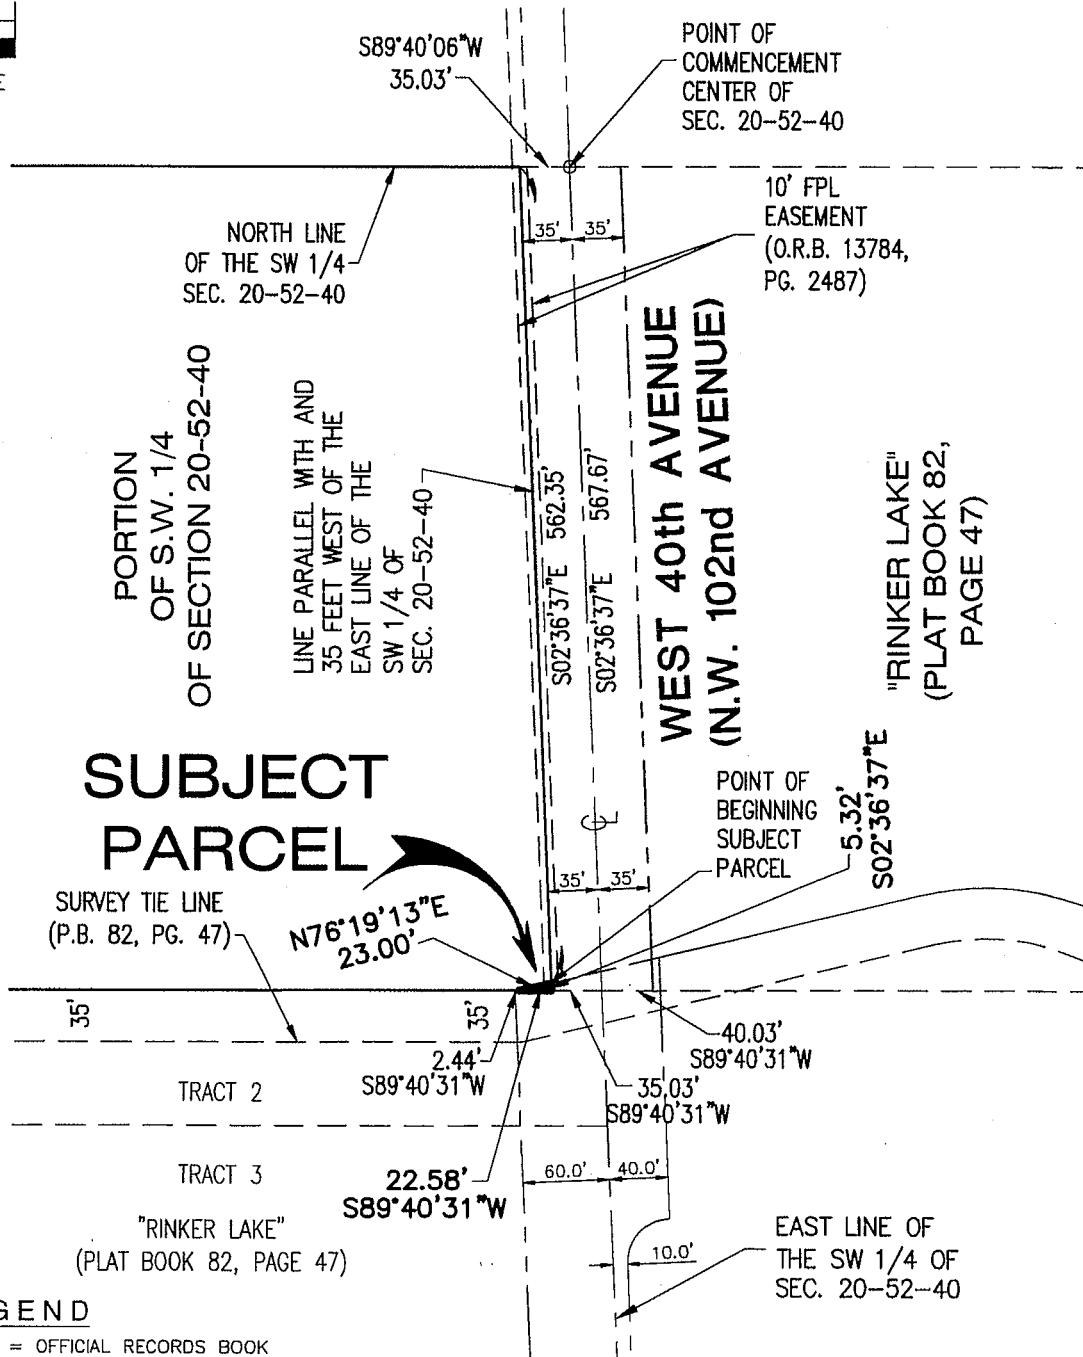 S89°40'06"W
35.03'
POINT OF
COMMENCEMENT
CENTER OF
SEC. 20-52-40
NORTH LINE
OF THE SW 1/4
SEC. 20-52-40
35'
35'
10' FPL
EASEMENT
(O.R.B. 13784,
PG. 2487)
PORTION
OF S.W. 1/4
OF SECTION 20-52-40
LINE PARALLEL WITH AND
35 FEET WEST OF THE
EAST LINE OF THE
SW 1/4 OF
SEC. 20-52-40
S02°36'37"E 562.35'
S02°36'37"E 567.67'
WEST 40th AVENUE
(N.W. 102nd AVENUE)
"RINKER LAKE"
(PLAT BOOK 82,
PAGE 47)
SUBJECT
PARCEL
POINT OF
BEGINNING
SUBJECT
PARCEL
5.32'
S02°36'37"E
35'
35'
SURVEY TIE LINE
(P.B. 82, PG. 47)
N76°19'13"E
23.00'
35'
35'
2.44'
S89°40'31"W
40.03'
S89°40'31"W
35.03'
S89°40'31"W
TRACT 2
TRACT 3
22.58'
S89°40'31"W
60.0'
40.0'
"RINKER LAKE"
(PLAT BOOK 82, PAGE 47)
10.0'
EAST LINE OF
THE SW 1/4 OF
SEC. 20-52-40
GEND
= OFFICIAL RECORDS BOOK